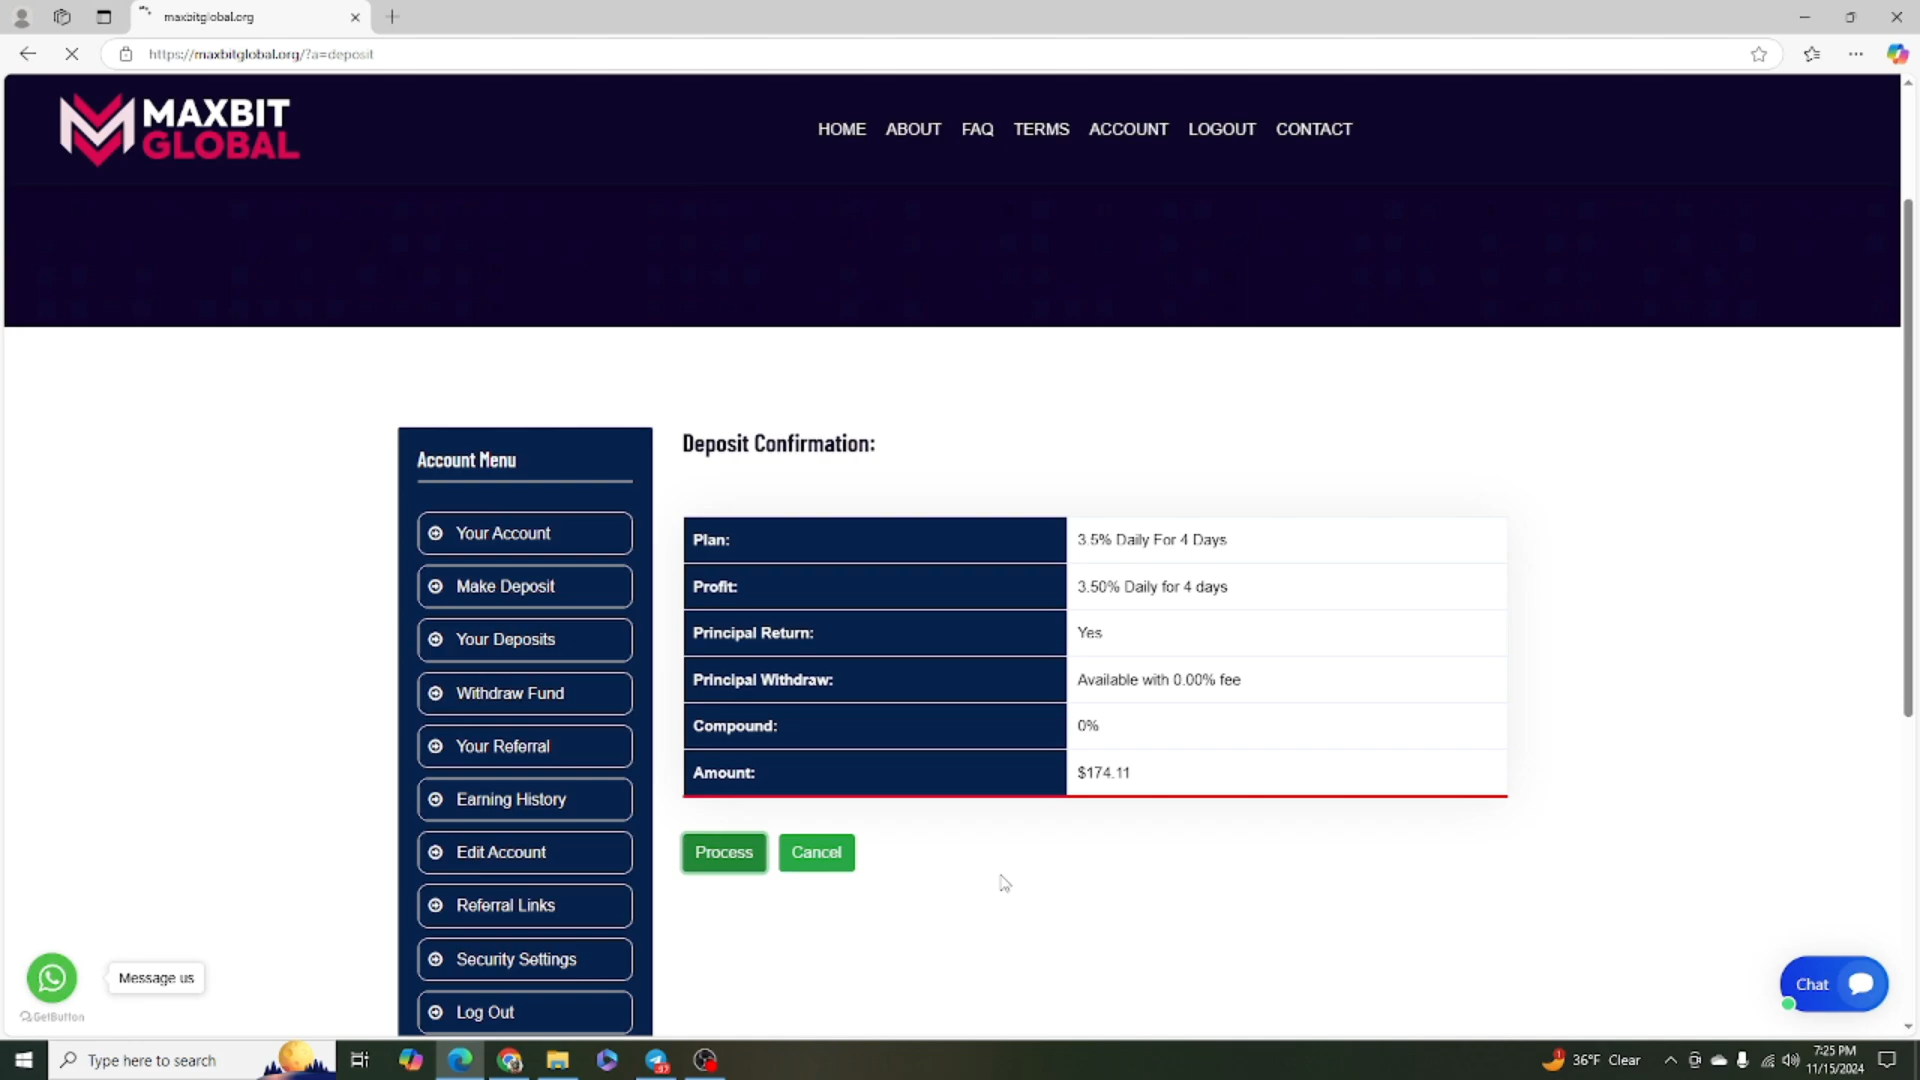 maxbitglobal.org
https://maxbitglobal.org/?a=deposit
MAXBIT
GLOBAL
HOME ABOUT FAQ TERMS ACCOUNT LOGOUT CONTACT
Account Menu
Your Account
Make Deposit
Your Deposits
Withdraw Fund
Your Referral
Earning History
Edit Account
Referral Links
Security Settings
Log Out
Deposit Confirmation:
Plan: 3.5% Daily For 4 Days
Profit: 3.50% Daily for 4 days
Principal Return: Yes
Principal Withdraw: Available with 0.00% fee
Compound: 0%
Amount: $174.11
Process Cancel
Message us
GetButton
Chat
Type here to search
36°F Clear
7:25 PM
11/15/2024